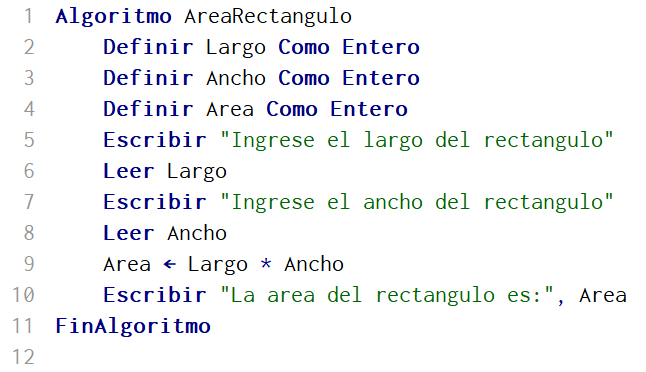 1 Algoritmo AreaRectangulo
2 Definir Largo Como Entero
3 Definir Ancho Como Entero
4 Definir Area Como Entero
5 Escribir "Ingrese el largo del rectangulo"
6 Leer Largo
7 Escribir "Ingrese el ancho del rectangulo"
8 Leer Ancho
9 Area ← Largo * Ancho
10 Escribir "La area del rectangulo es:", Area
11 FinAlgoritmo
12